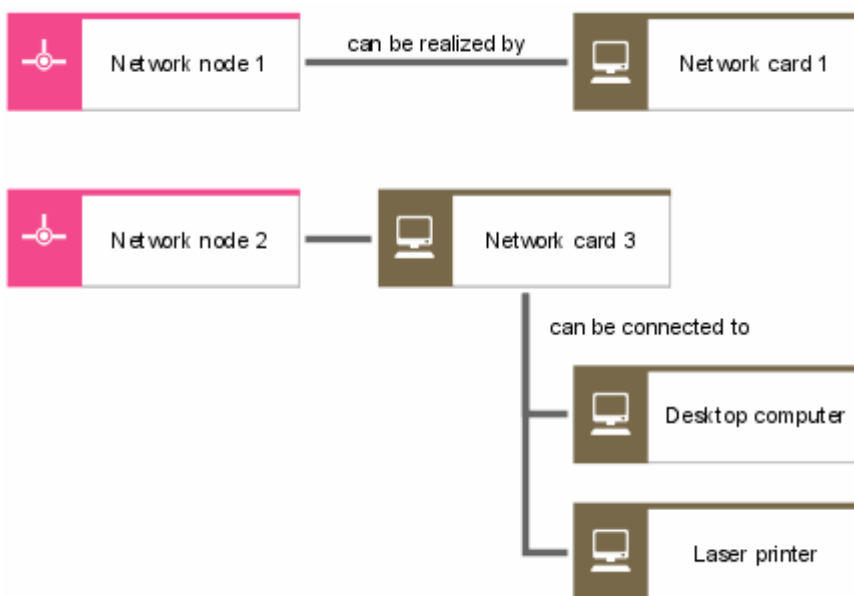 Network node 1
can be realized by
Network card 1
Network node 2
Network card 3
can be connected to
Desktop computer
Laser printer